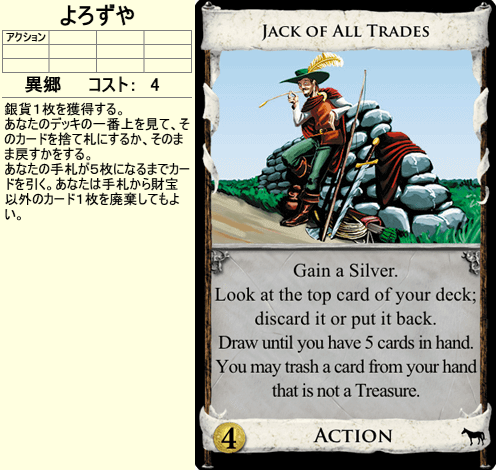 よろずや
アクション
異郷 コスト: 4
銀貨1枚を獲得する。
あなたのデッキの一番上を見て、そ
のカードを捨て札にするか、そのま
ま戻すかをする。
あなたの手札が5枚になるまでカー
ドを引く。あなたは手札から財宝
以外のカード1枚を廃棄してもよ
い。
JACK OF ALL TRADES
Gain a Silver.
Look at the top card of your deck;
discard it or put it back.
Draw until you have 5 cards in hand.
You may trash a card from your hand
that is not a Treasure.
4
ACTION